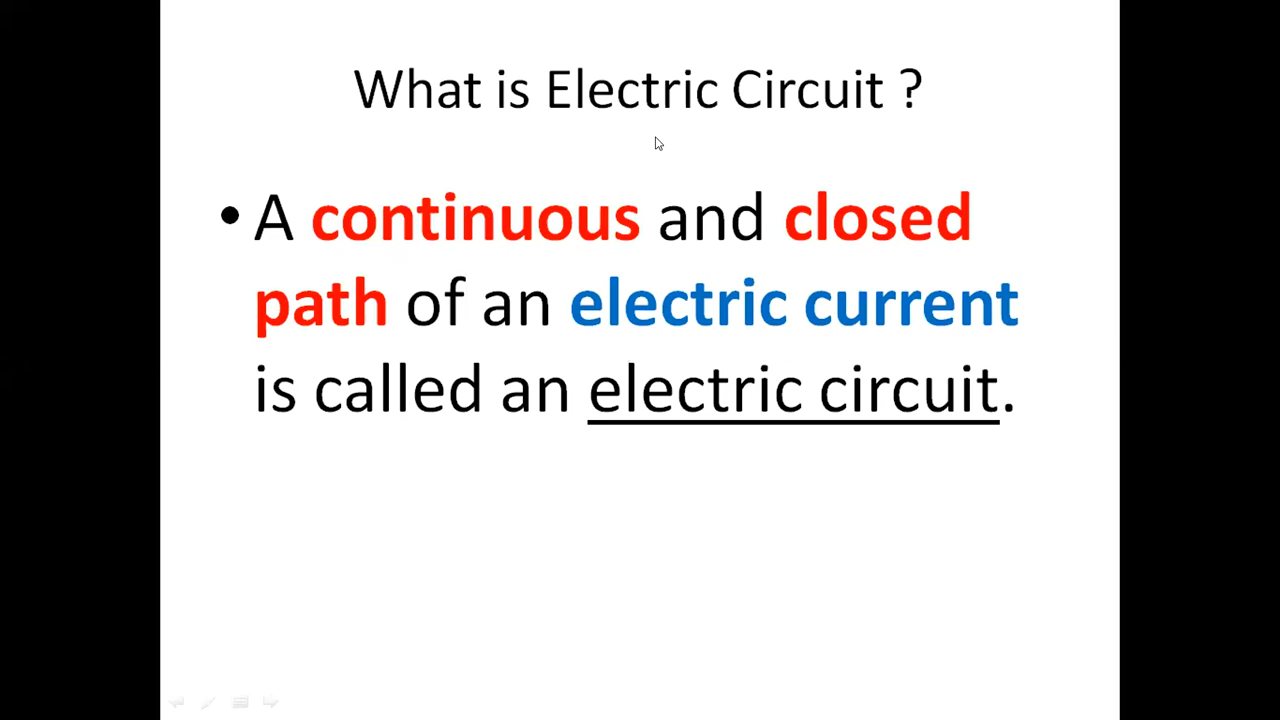 What is Electric Circuit ?
• A continuous and closed
path of an electric current
is called an electric circuit.